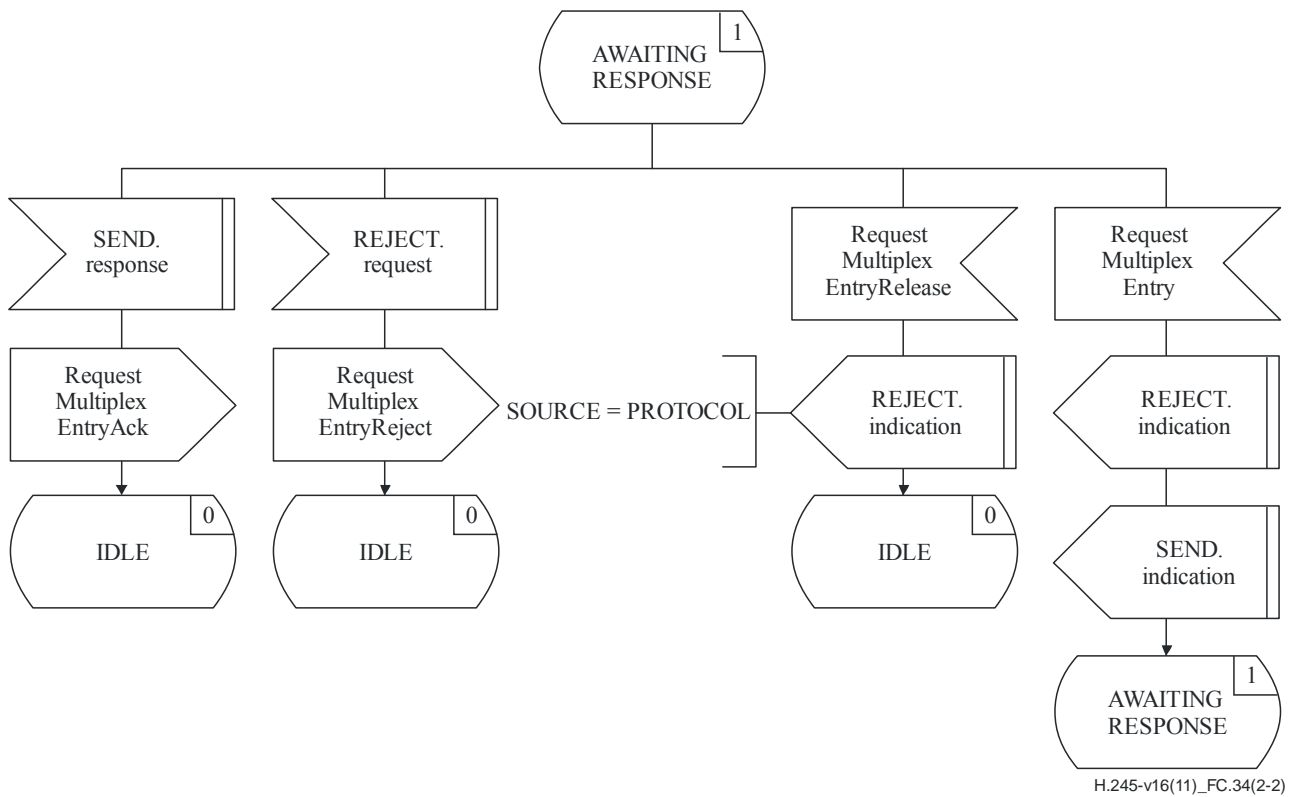 1
AWAITING
RESPONSE
SEND.
response
REJECT.
request
Request
Multiplex
EntryRelease
Request
Multiplex
Entry
Request
Multiplex
EntryAck
Request
Multiplex
EntryReject
SOURCE = PROTOCOL
REJECT.
indication
REJECT.
indication
0
IDLE
0
IDLE
0
IDLE
SEND.
indication
1
AWAITING
RESPONSE
H.245-v16(11)_FC.34(2-2)